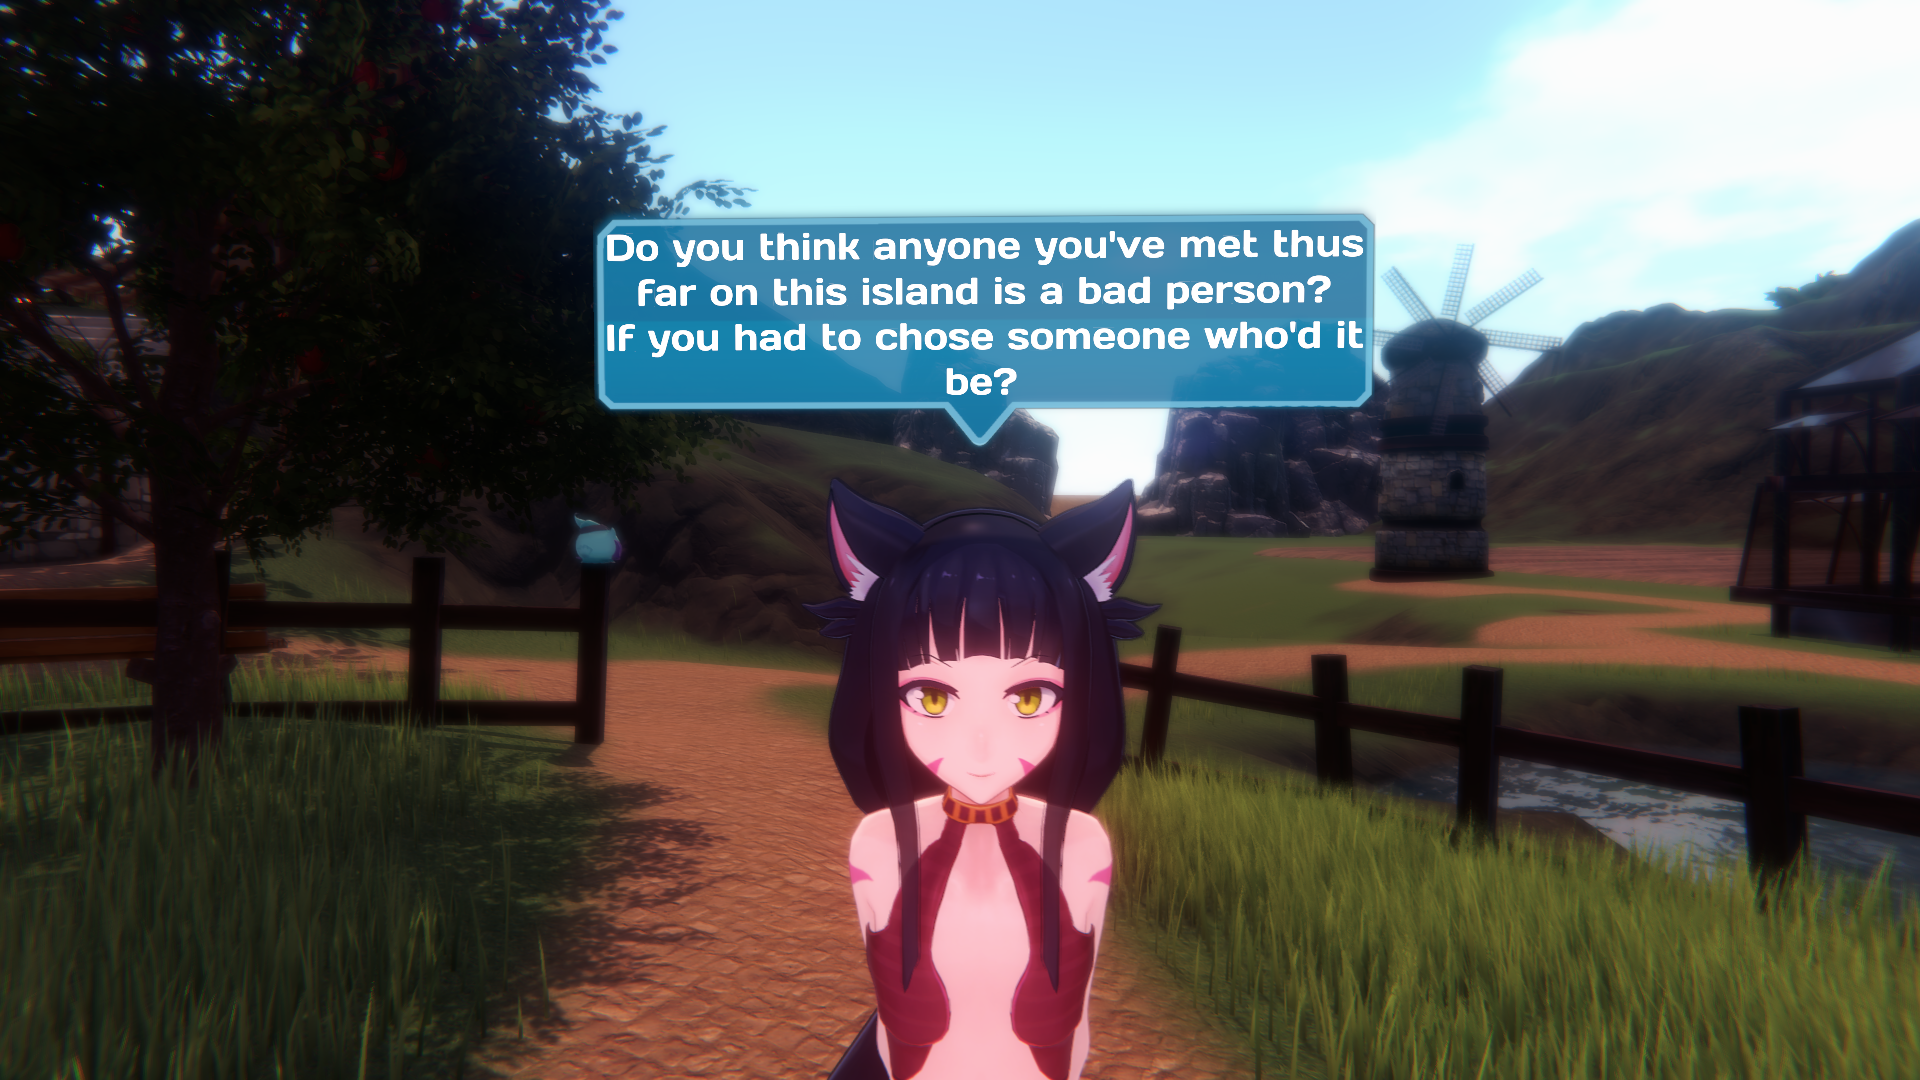 Do you think anyone you've met thus
far on this island is a bad person?
If you had to chose someone who'd it
be?